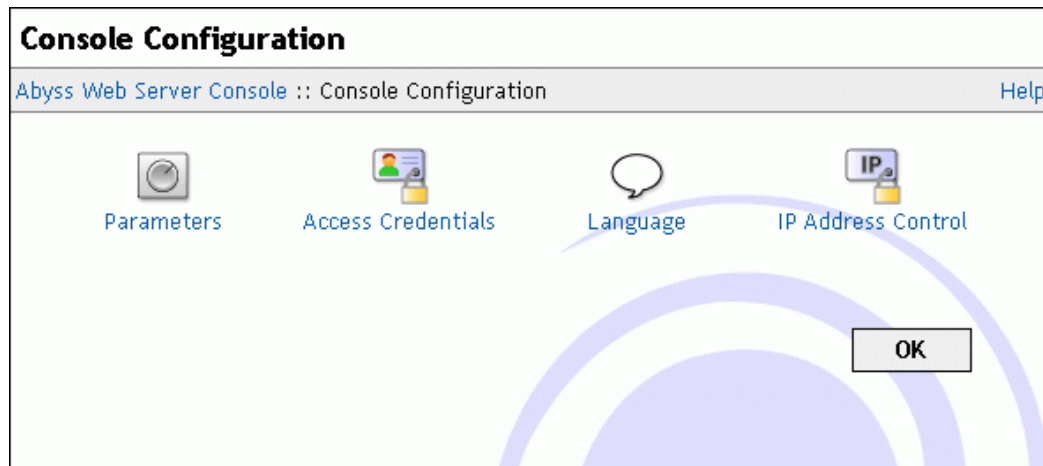 Console Configuration
Abyss Web Server Console :: Console Configuration Help
IP
Parameters Access Credentials Language IP Address Control
OK